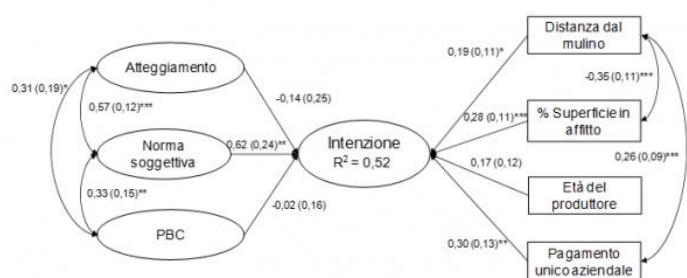 Atteggiamento
Norma
soggettiva
PBC
0,31 (0,19)*
0,57 (0,12)***
0,33 (0,15)**
-0,14 (0,25)
0,62 (0,24)**
-0,02 (0,16)
Intenzione
R² = 0,52
0,19 (0,11)*
0,28 (0,11)***
0,17 (0,12)
0,30 (0,13)**
Distanza dal
mulino
% Superficie in
affitto
Età del
produttore
Pagamento
unico aziendale
-0,35 (0,11)***
0,26 (0,09)***